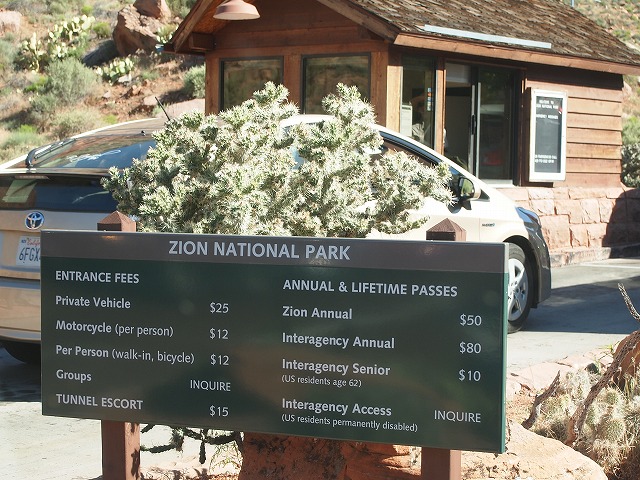 ZION NATIONAL PARK
ENTRANCE FEES
Private Vehicle $25
Motorcycle (per person) $12
Per Person (walk-in, bicycle) $12
Groups INQUIRE
TUNNEL ESCORT $15
ANNUAL & LIFETIME PASSES
Zion Annual $50
Interagency Annual $80
Interagency Senior $10
(US residents age 62)
Interagency Access INQUIRE
(US residents permanently disabled)